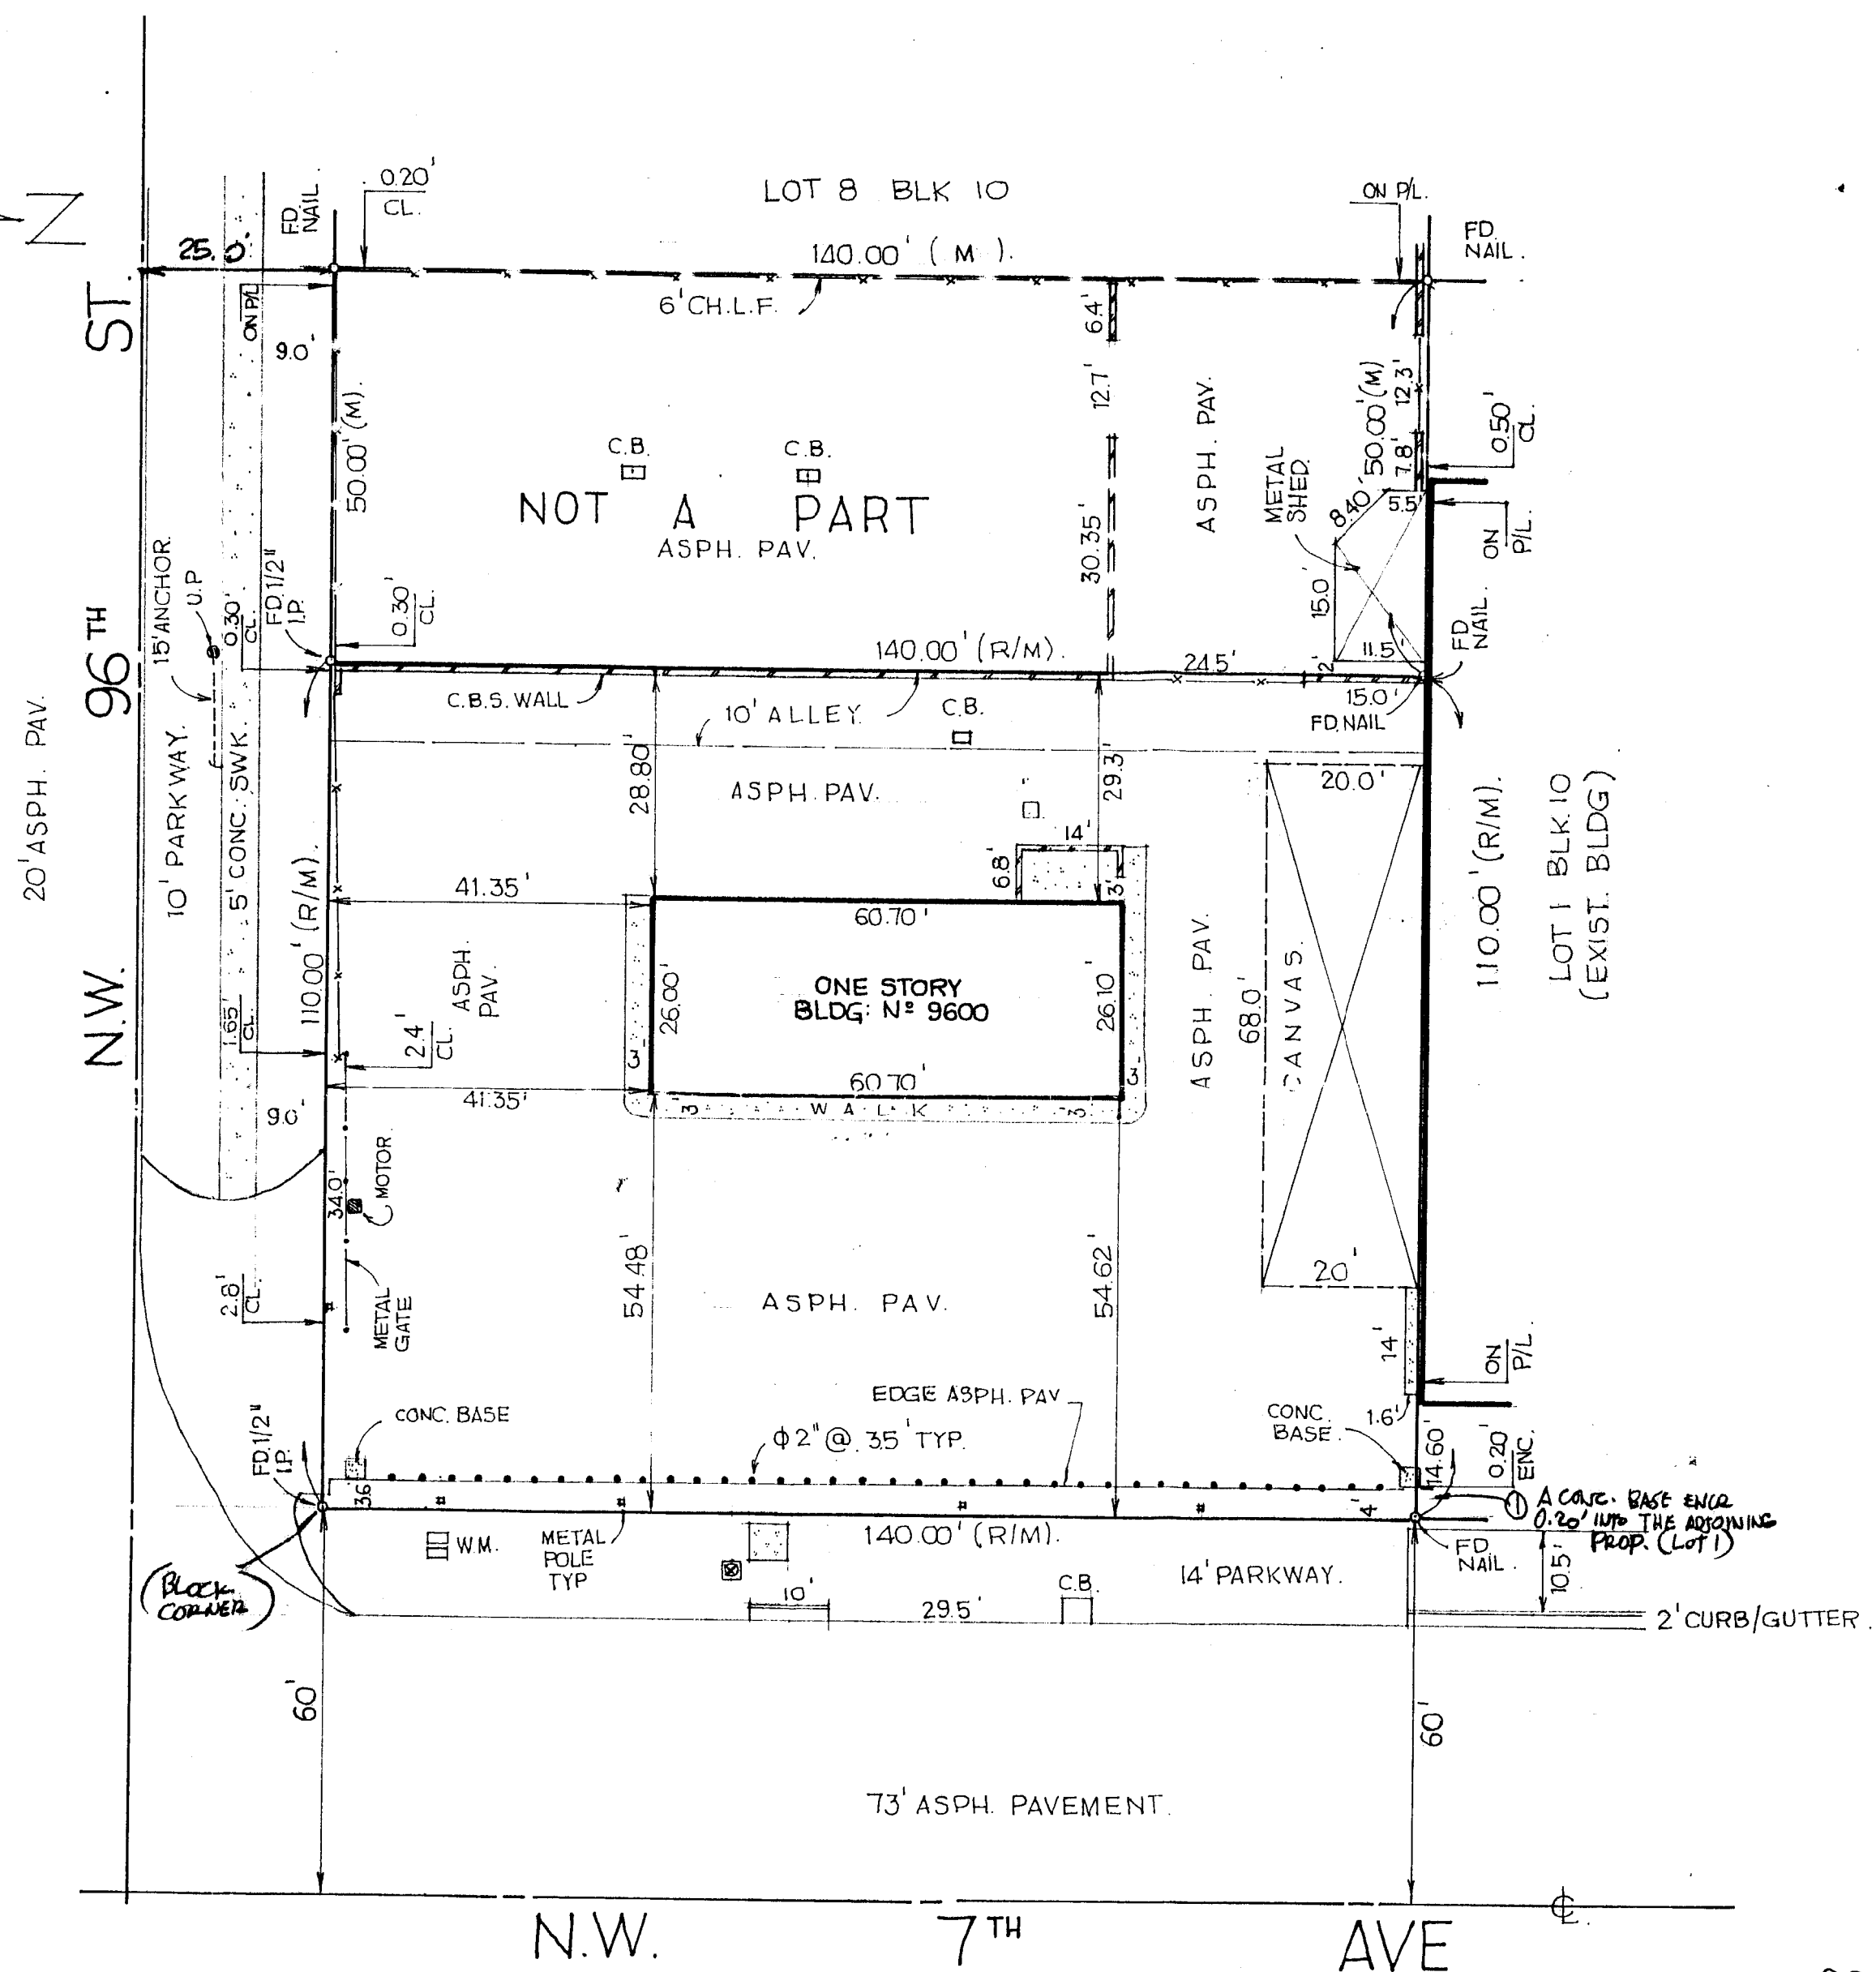 N
0.20'
CL.
LOT 8 BLK 10
ON P/L.
FD.
NAIL.
FD.
NAIL.
25.0'
140.00' ( M ).
6' CH.L.F.
ON P/L
9.0'
50.00' (M).
6.4'
12.7'
30.35'
ASPH. PAV.
50.00' (M)
12.3'
7.8'
0.50'
CL.
C.B.
C.B.
NOT A PART
ASPH. PAV.
METAL
SHED.
8.40'
5.5'
15.0'
11.5'
ON
P/L.
FD.
NAIL.
15' ANCHOR.
U.P
0.30'
CL.
FD.1/2"
I.P.
0.30'
CL.
140.00' (R/M).
24.5'
2'
15.0'
FD.NAIL
C.B.S. WALL
10' ALLEY
C.B.
20' ASPH. PAV.
10' PARKWAY.
5' CONC. SWK.
N.W. 96TH ST.
28.80'
ASPH. PAV.
29.3'
20.0'
14'
6.8'
3'
110.00' (R/M).
41.35'
60.70'
ASPH.
PAV.
26.00'
ONE STORY
BLDG: Nº 9600
26.10'
ASPH. PAV.
68.0'
CANVAS.
110.00' (R/M).
LOT 1 BLK.10
(EXIST. BLDG)
1.65'
CL.
2.4'
CL.
3'
60.70'
3'
41.35'
3'
WALK
3'
9.0'
34.0'
MOTOR
METAL
GATE
2.8'
CL.
54.48'
ASPH. PAV.
54.62'
20'
14'
ON
P/L.
EDGE ASPH. PAV
CONC. BASE
CONC.
BASE.
1.6'
FD.1/2"
I.P.
ϕ2" @. 3.5' TYP.
14.60'
0.20'
ENC.
3.6'
4'
1 A CONC. BASE ENCR
0.20' INTO THE ADJOINING
PROP. (LOT 1)
W.M.
METAL
POLE
TYP
140.00' (R/M).
FD.
NAIL.
10.5'
14' PARKWAY.
(BLOCK
CORNER)
10'
29.5'
C.B.
2' CURB/GUTTER.
60'
60'
73' ASPH. PAVEMENT.
N.W. 7TH AVE